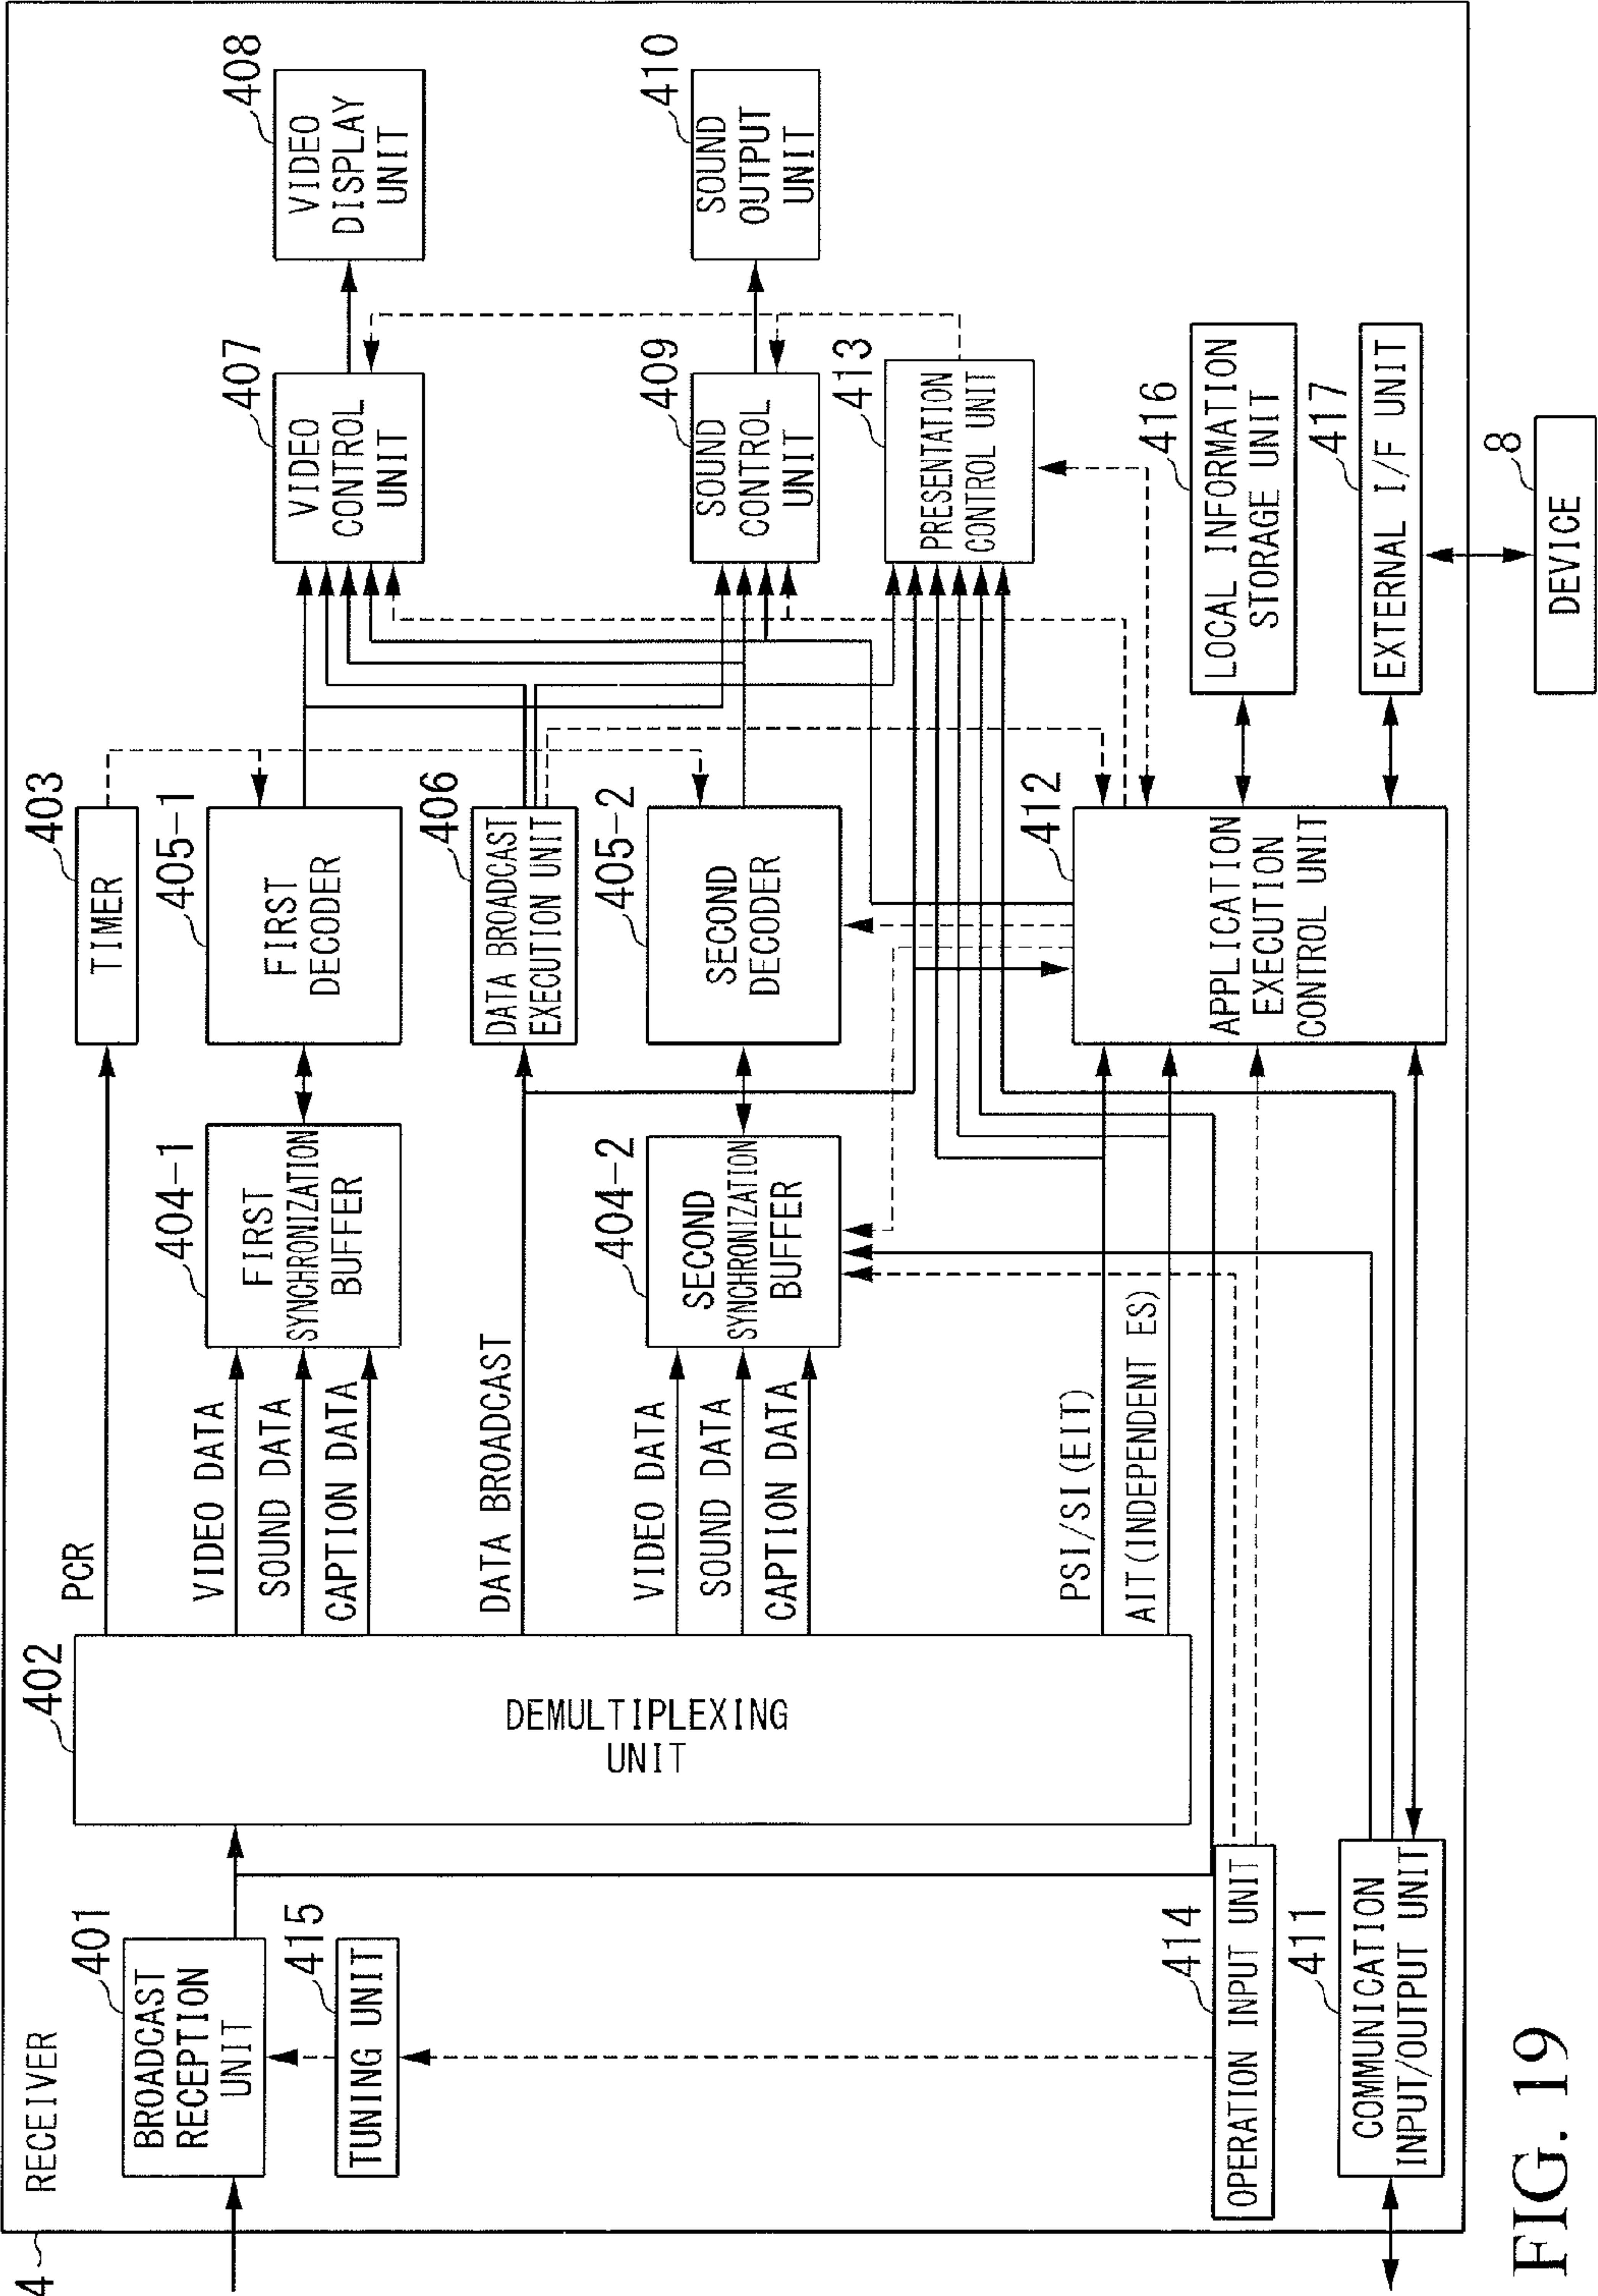 4
RECEIVER
401
BROADCAST
RECEPTION
UNIT
415
TUNING UNIT
414
OPERATION INPUT UNIT
411
COMMUNICATION
INPUT/OUTPUT UNIT
402
DEMULTIPLEXING
UNIT
PCR
VIDEO DATA
SOUND DATA
CAPTION DATA
DATA BROADCAST
VIDEO DATA
SOUND DATA
CAPTION DATA
PSI/SI(EIT)
AIT(INDEPENDENT ES)
404-1
FIRST
SYNCHRONIZATION
BUFFER
404-2
SECOND
SYNCHRONIZATION
BUFFER
403
TIMER
405-1
FIRST
DECODER
406
DATA BROADCAST
EXECUTION UNIT
405-2
SECOND
DECODER
412
APPLICATION
EXECUTION
CONTROL UNIT
407
VIDEO
CONTROL
UNIT
409
SOUND
CONTROL
UNIT
413
PRESENTATION
CONTROL UNIT
416
LOCAL INFORMATION
STORAGE UNIT
417
EXTERNAL I/F UNIT
8
DEVICE
408
VIDEO
DISPLAY
UNIT
410
SOUND
OUTPUT
UNIT
FIG. 19